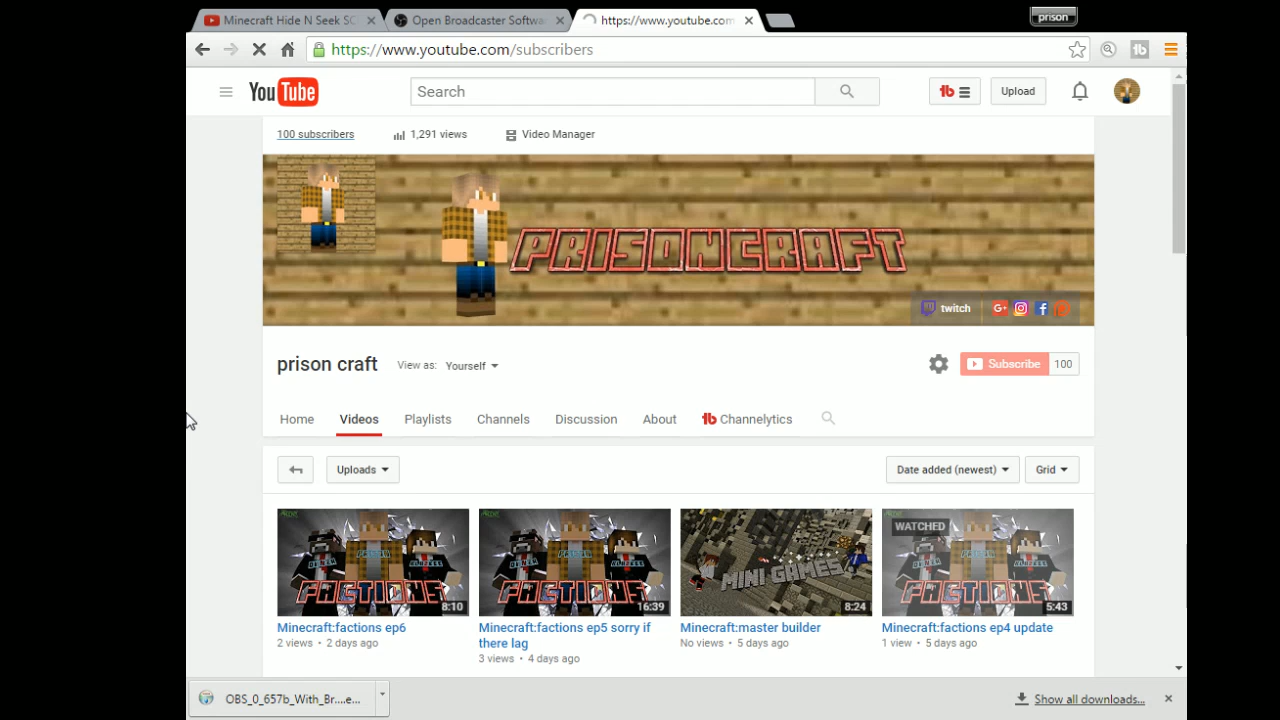 Minecraft Hide N Seek SC
Open Broadcaster Softwa
https://www.youtube.com
prison
https://www.youtube.com/subscribers
YouTube
Search
Upload
100 subscribers
1,291 views
Video Manager
PRISONCRAFT
twitch
prison craft
View as: Yourself
Subscribe 100
Home
Videos
Playlists
Channels
Discussion
About
Channelytics
Uploads
Date added (newest)
Grid
FACTIONS
8:10
FACTIONS
16:39
MINI GAMES
8:24
WATCHED
FACTIONS
5:43
Minecraft:factions ep6
2 views • 2 days ago
Minecraft:factions ep5 sorry if
there lag
3 views • 4 days ago
Minecraft:master builder
No views • 5 days ago
Minecraft:factions ep4 update
1 view • 5 days ago
OBS_0_657b_With_Br....e...
Show all downloads...